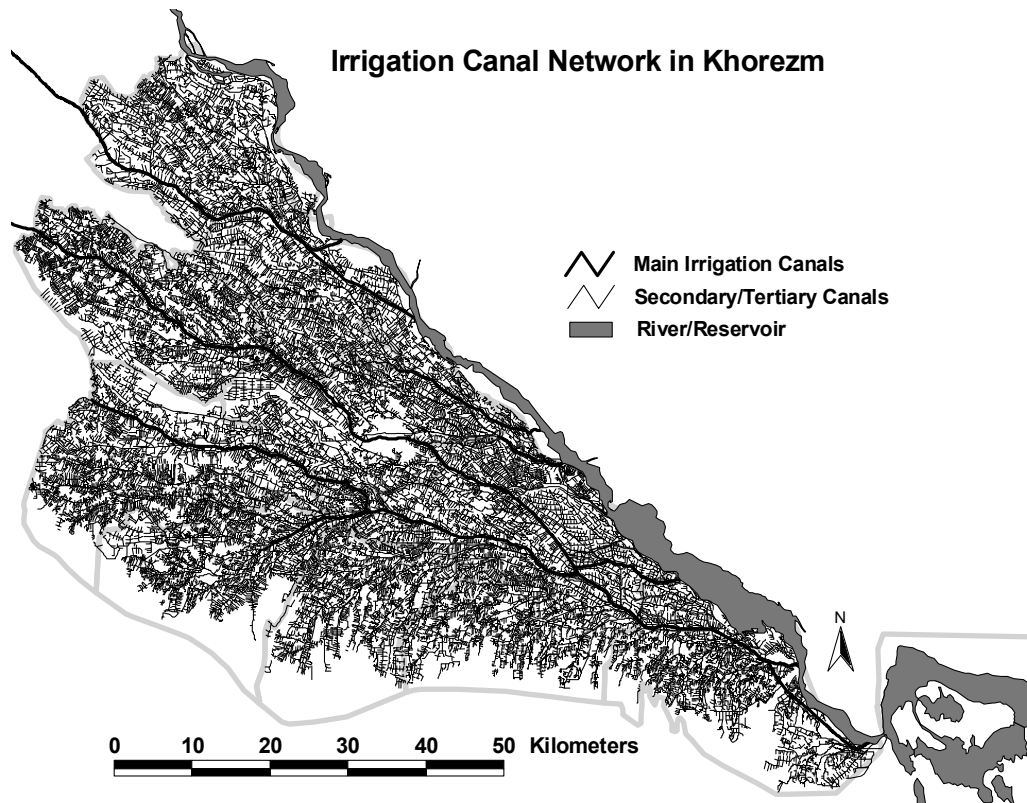 Irrigation Canal Network in Khorezm
Main Irrigation Canals
Secondary/Tertiary Canals
River/Reservoir
N
0 10 20 30 40 50 Kilometers